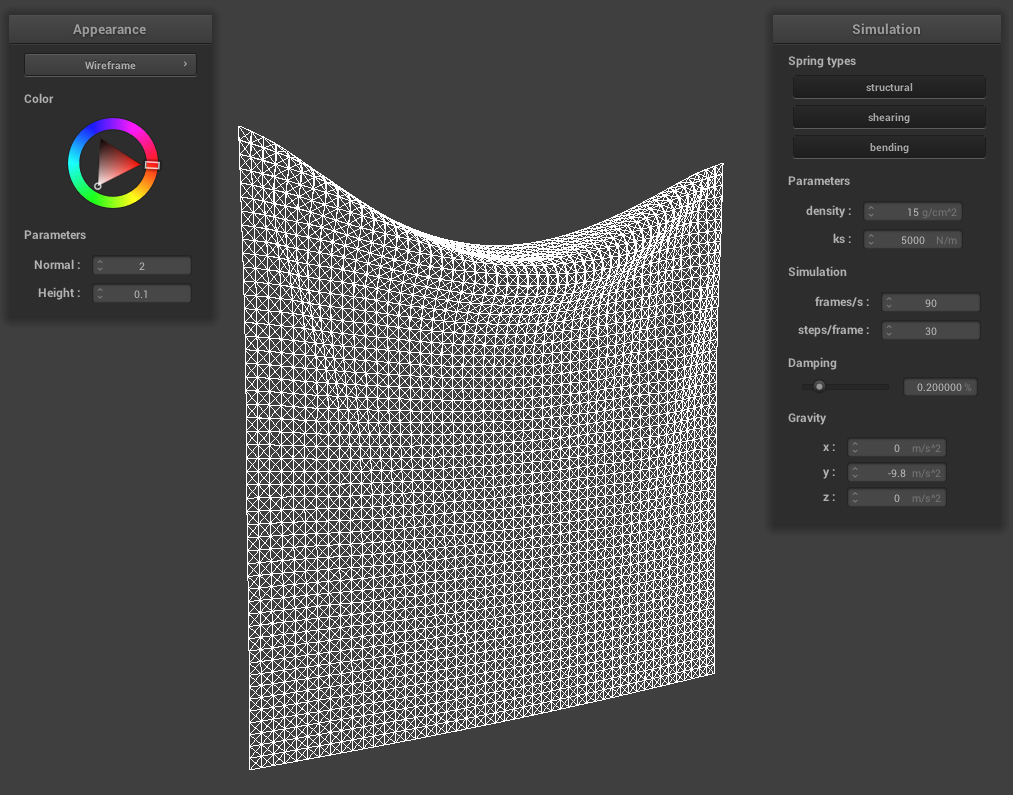 Appearance
Wireframe
Color
Parameters
Normal : 2
Height : 0.1
Simulation
Spring types
structural
shearing
bending
Parameters
density : 15 g/cm^2
ks : 5000 N/m
Simulation
frames/s : 90
steps/frame : 30
Damping
0.200000 %
Gravity
x : 0 m/s^2
y : -9.8 m/s^2
z : 0 m/s^2